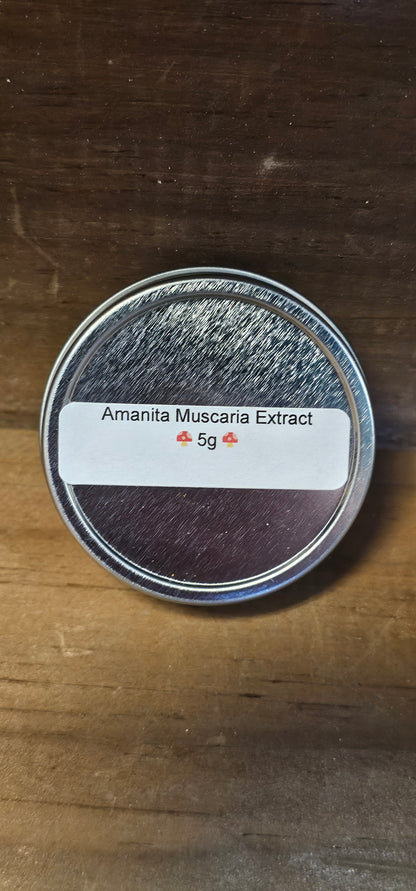 Amanita Muscaria Extract
🍄 5g 🍄